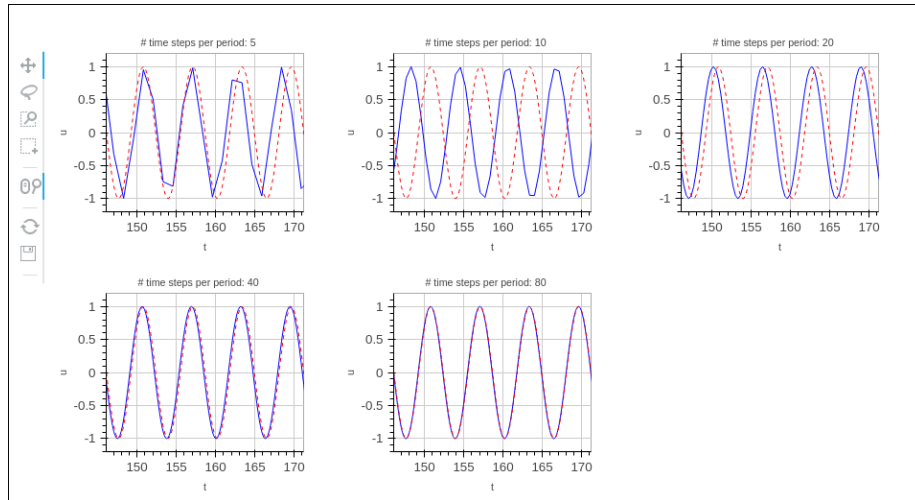 # time steps per period: 5
1
0.5
0
-0.5
-1
u
150 155 160 165 170
t
# time steps per period: 10
1
0.5
0
-0.5
-1
u
150 155 160 165 170
t
# time steps per period: 20
1
0.5
0
-0.5
-1
u
150 155 160 165 170
t
# time steps per period: 40
1
0.5
0
-0.5
-1
u
150 155 160 165 170
t
# time steps per period: 80
1
0.5
0
-0.5
-1
u
150 155 160 165 170
t